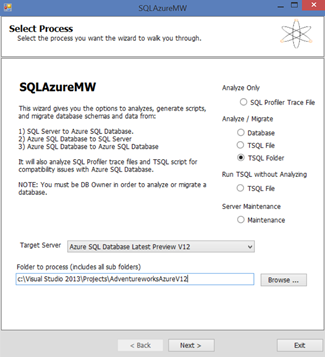 SQLAzureMW
Select Process
Select the process you want the wizard to walk you through.
SQLAzureMW
This wizard gives you the options to analyzes, generate scripts,
and migrate database schemas and data from:
1) SQL Server to Azure SQL Database.
2) Azure SQL Database to SQL Server
3) Azure SQL Database to Azure SQL Database
It will also analyze SQL Profiler trace files and TSQL script for
compatibility issues with Azure SQL Database.
NOTE: You must be DB Owner in order to analyze or migrate a
database.
Analyze Only
SQL Profiler Trace File
Analyze / Migrate
Database
TSQL File
TSQL Folder
Run TSQL without Analyzing
TSQL File
Server Maintenance
Maintenance
Target Server
Azure SQL Database Latest Preview V12
Folder to process (includes all sub folders)
c:\Visual Studio 2013\Projects\AdventureworksAzureV12
Browse ...
< Back
Next >
Exit